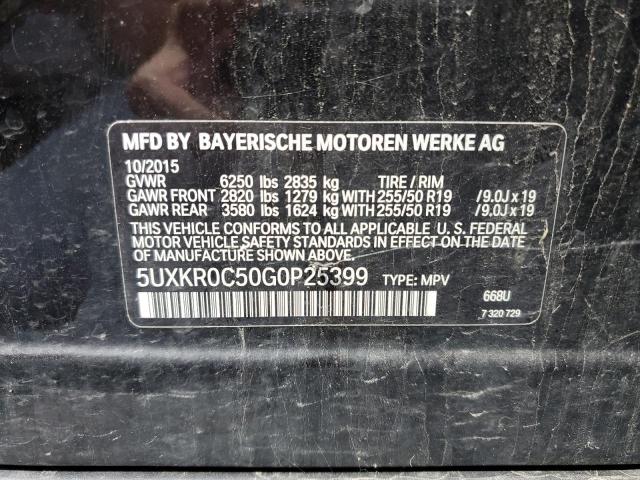 MFD BY BAYERISCHE MOTOREN WERKE AG
10/2015
GVWR 6250 lbs 2835 kg TIRE / RIM
GAWR FRONT 2820 lbs 1279 kg WITH 255/50 R19 / 9.0J x 19
GAWR REAR 3580 lbs 1624 kg WITH 255/50 R19 / 9.0J x 19
THIS VEHICLE CONFORMS TO ALL APPLICABLE U. S. FEDERAL
MOTOR VEHICLE SAFETY STANDARDS IN EFFECT ON THE DATE
OF MANUFACTURE SHOWN ABOVE.
5UXKR0C50G0P25399 TYPE: MPV
668U
7 320 729